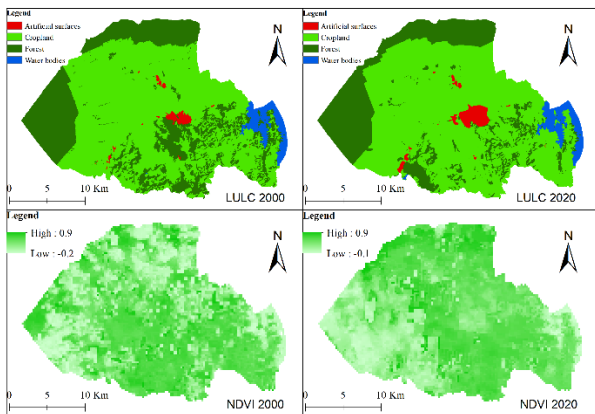 Legend
Artificial surfaces
Cropland
Forest
Water bodies
N
0 5 10 Km
LULC 2000
Legend
Artificial surfaces
Cropland
Forest
Water bodies
N
0 5 10 Km
LULC 2020
Legend
High : 0.9
Low : -0.2
N
0 5 10 Km
NDVI 2000
Legend
High : 0.9
Low : -0.1
N
0 5 10 Km
NDVI 2020